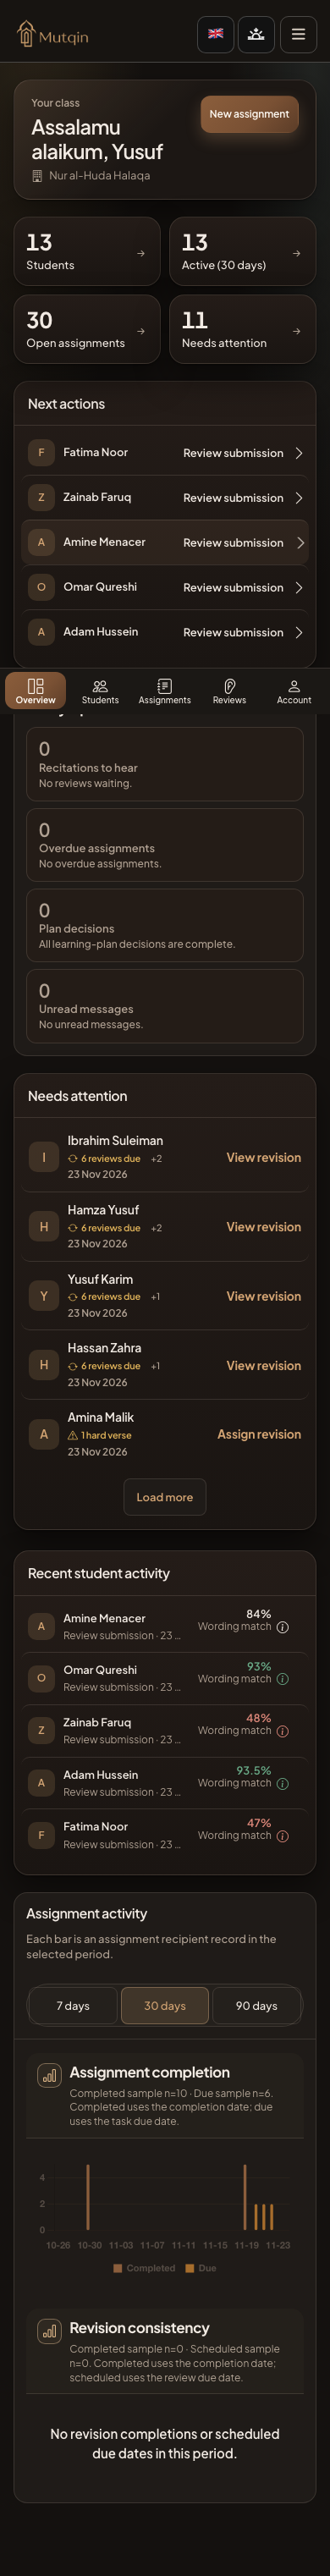 Mutqin
Your class
Assalamu
alaikum, Yusuf
Nur al-Huda Halaqa
New assignment
13
Students
13
Active (30 days)
30
Open assignments
11
Needs attention
Next actions
F Fatima Noor Review submission
Z Zainab Faruq Review submission
A Amine Menacer Review submission
O Omar Qureshi Review submission
A Adam Hussein Review submission
Overview Students Assignments Reviews Account
0
Recitations to hear
No reviews waiting.
0
Overdue assignments
No overdue assignments.
0
Plan decisions
All learning-plan decisions are complete.
0
Unread messages
No unread messages.
Needs attention
I Ibrahim Suleiman
6 reviews due +2
23 Nov 2026
View revision
H Hamza Yusuf
6 reviews due +2
23 Nov 2026
View revision
Y Yusuf Karim
6 reviews due +1
23 Nov 2026
View revision
H Hassan Zahra
6 reviews due +1
23 Nov 2026
View revision
A Amina Malik
1 hard verse
23 Nov 2026
Assign revision
Load more
Recent student activity
A Amine Menacer
Review submission · 23 ...
84%
Wording match
O Omar Qureshi
Review submission · 23 ...
93%
Wording match
Z Zainab Faruq
Review submission · 23 ...
48%
Wording match
A Adam Hussein
Review submission · 23 ...
93.5%
Wording match
F Fatima Noor
Review submission · 23 ...
47%
Wording match
Assignment activity
Each bar is an assignment recipient record in the
selected period.
7 days 30 days 90 days
Assignment completion
Completed sample n=10 · Due sample n=6.
Completed uses the completion date; due
uses the task due date.
4
2
0
10-26 10-30 11-03 11-07 11-11 11-15 11-19 11-23
Completed Due
Revision consistency
Completed sample n=0 · Scheduled sample
n=0. Completed uses the completion date;
scheduled uses the review due date.
No revision completions or scheduled
due dates in this period.